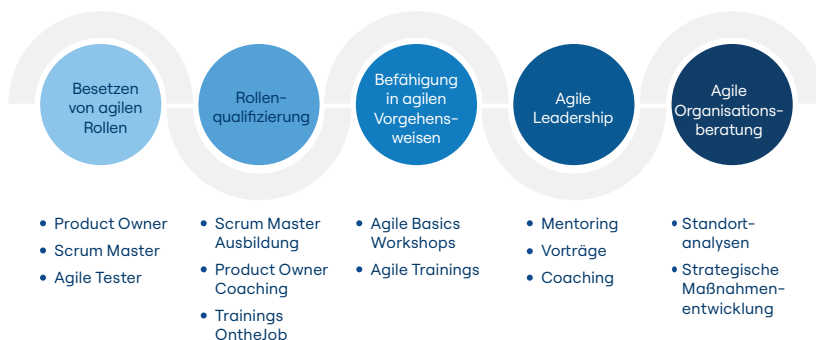 Besetzen
von agilen
Rollen
Rollen-
qualifizierung
Befähigung
in agilen
Vorgehens-
weisen
Agile
Leadership
Agile
Organisations-
beratung
• Product Owner
• Scrum Master
• Agile Tester
• Scrum Master
Ausbildung
• Product Owner
Coaching
• Trainings
OntheJob
• Agile Basics
Workshops
• Agile Trainings
• Mentoring
• Vorträge
• Coaching
• Standort-
analysen
• Strategische
Maßnahmen-
entwicklung